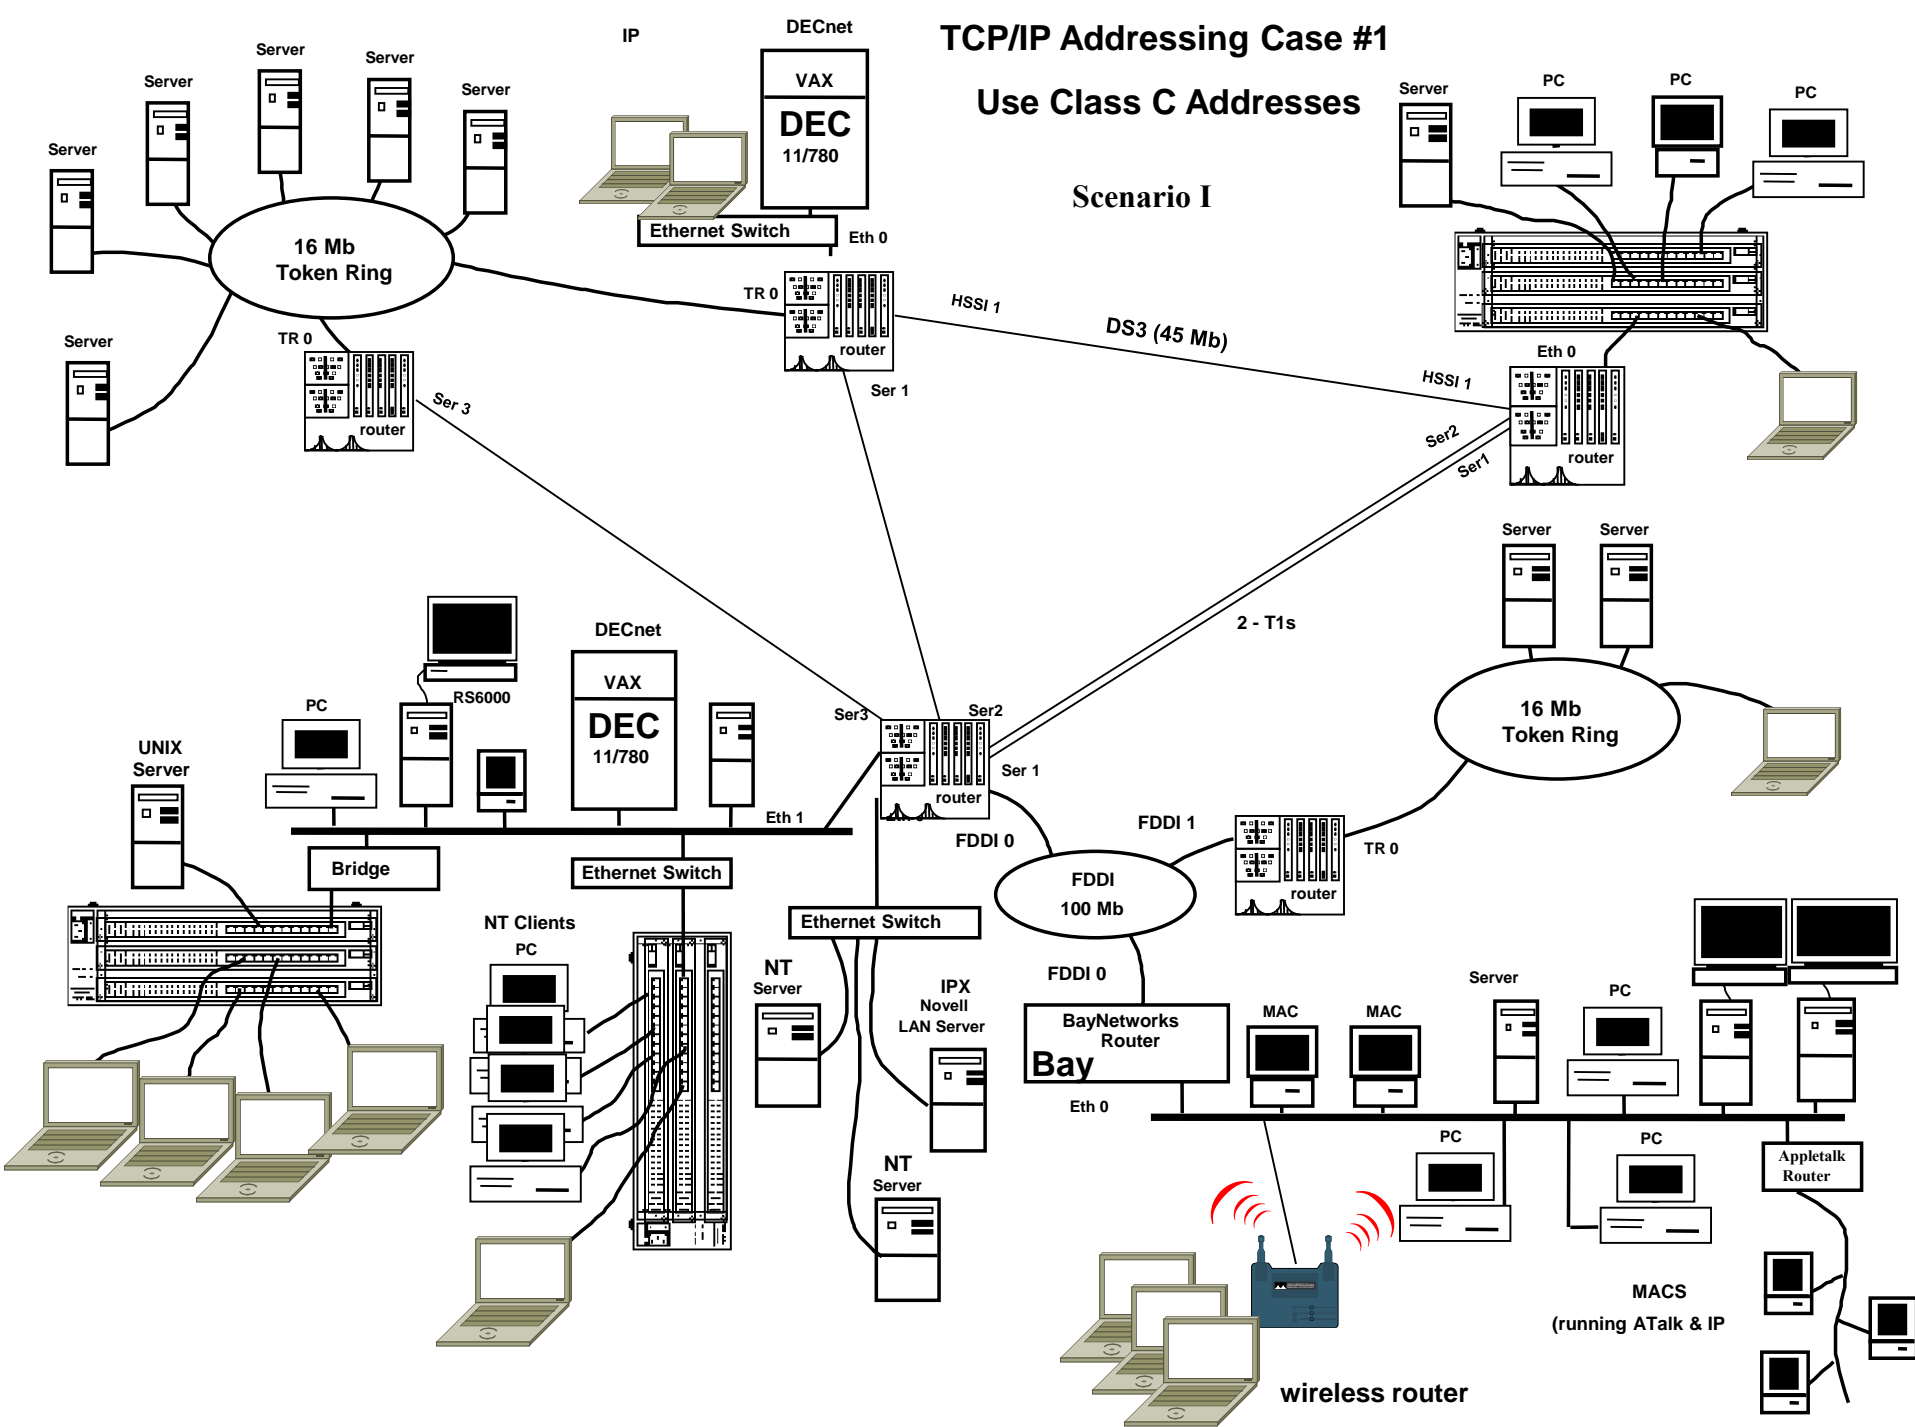 TCP/IP Addressing Case #1
Use Class C Addresses
Scenario I
IP
DECnet
VAX
DEC
11/780
Ethernet Switch
Eth 0
Server
Server
Server
Server
Server
Server
Server
16 Mb
Token Ring
TR 0
router
Ser 3
TR 0
router
HSSI 1
Ser 1
DS3 (45 Mb)
Server
PC
PC
PC
Eth 0
HSSI 1
Ser2
Ser1
router
2 - T1s
Server
Server
16 Mb
Token Ring
DECnet
VAX
DEC
11/780
RS6000
PC
UNIX
Server
Eth 1
Bridge
Ethernet Switch
Ser3
Ser2
Ser 1
router
FDDI 0
FDDI 1
TR 0
router
FDDI
100 Mb
FDDI 0
Ethernet Switch
NT Clients
PC
NT
Server
IPX
Novell
LAN Server
NT
Server
BayNetworks
Router
Bay
Eth 0
MAC
MAC
Server
PC
PC
PC
Appletalk
Router
MACS
(running ATalk & IP
wireless router